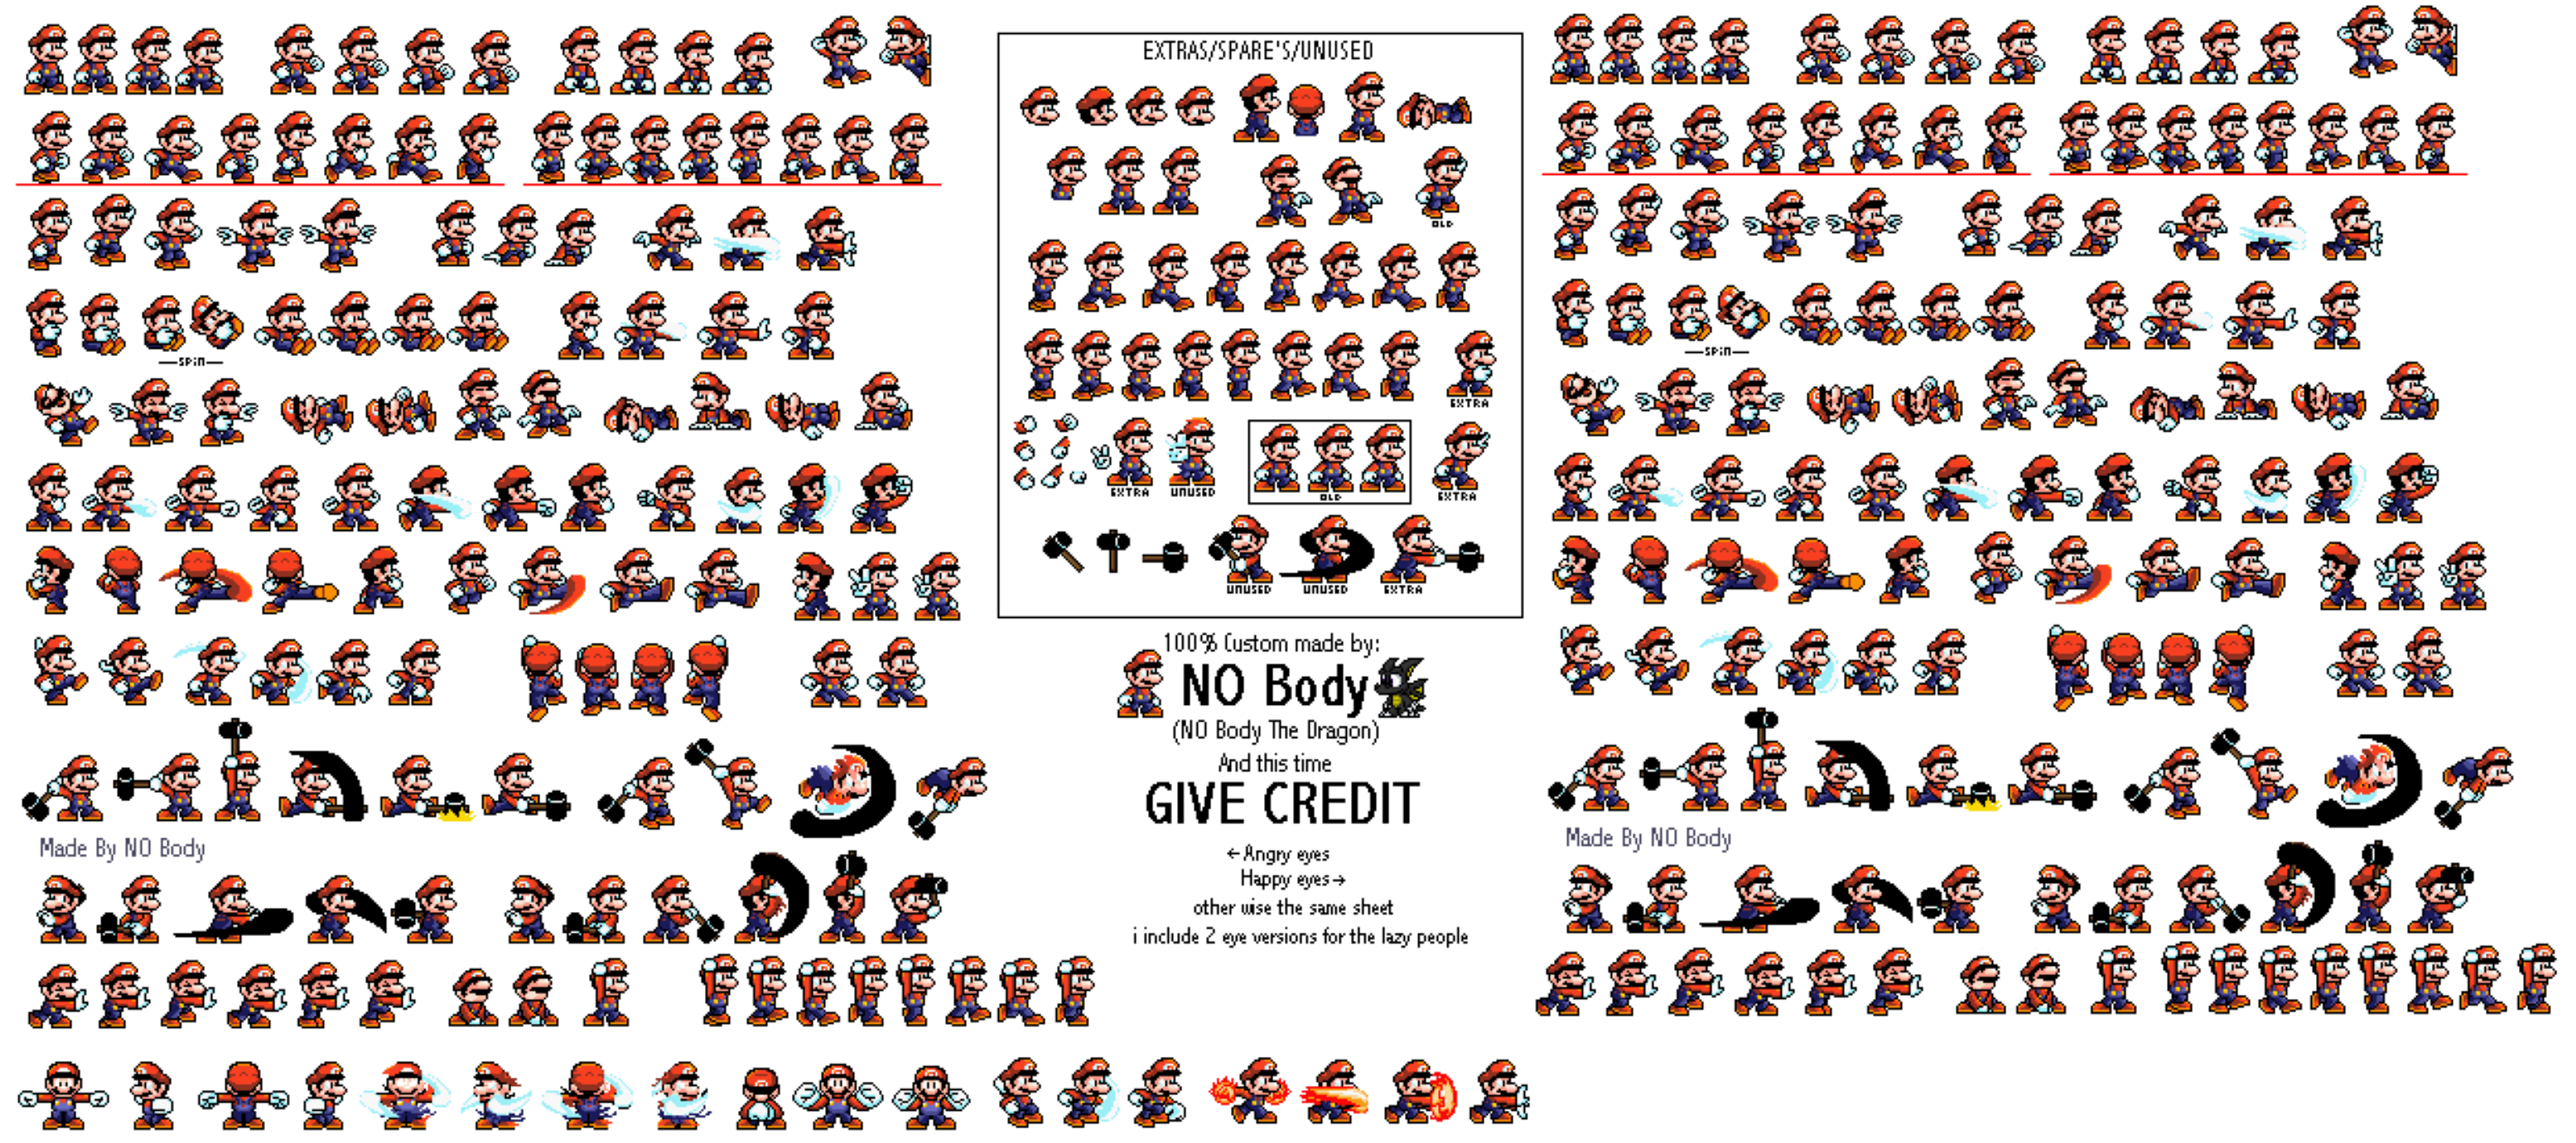 EXTRAS/SPARE'S/UNUSED
OLD
—SPIN—
—SPIN—
EXTRA
EXTRA
UNUSED
OLD
EXTRA
UNUSED
UNUSED
EXTRA
100% Custom made by:
NO Body
(NO Body The Dragon)
And this time
GIVE CREDIT
Made By NO Body
Made By NO Body
←Angry eyes
Happy eyes→
other wise the same sheet
i include 2 eye versions for the lazy people